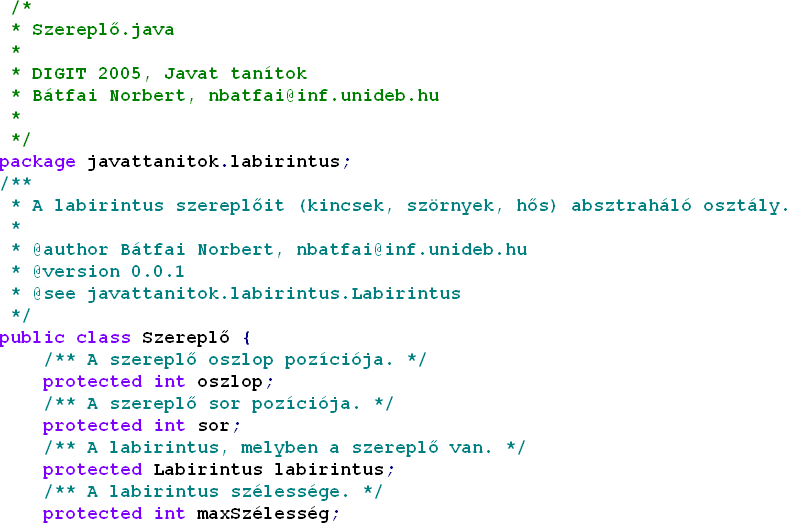 /*
 * Szereplő.java
 *
 * DIGIT 2005, Javat tanítok
 * Bátfai Norbert, nbatfai@inf.unideb.hu
 *
 */
package javattanitok.labirintus;
/**
 * A labirintus szereplőit (kincsek, szörnyek, hős) absztraháló osztály.
 *
 * @author Bátfai Norbert, nbatfai@inf.unideb.hu
 * @version 0.0.1
 * @see javattanitok.labirintus.Labirintus
 */
public class Szereplő {
    /** A szereplő oszlop pozíciója. */
    protected int oszlop;
    /** A szereplő sor pozíciója. */
    protected int sor;
    /** A labirintus, melyben a szereplő van. */
    protected Labirintus labirintus;
    /** A labirintus szélessége. */
    protected int maxSzélesség;